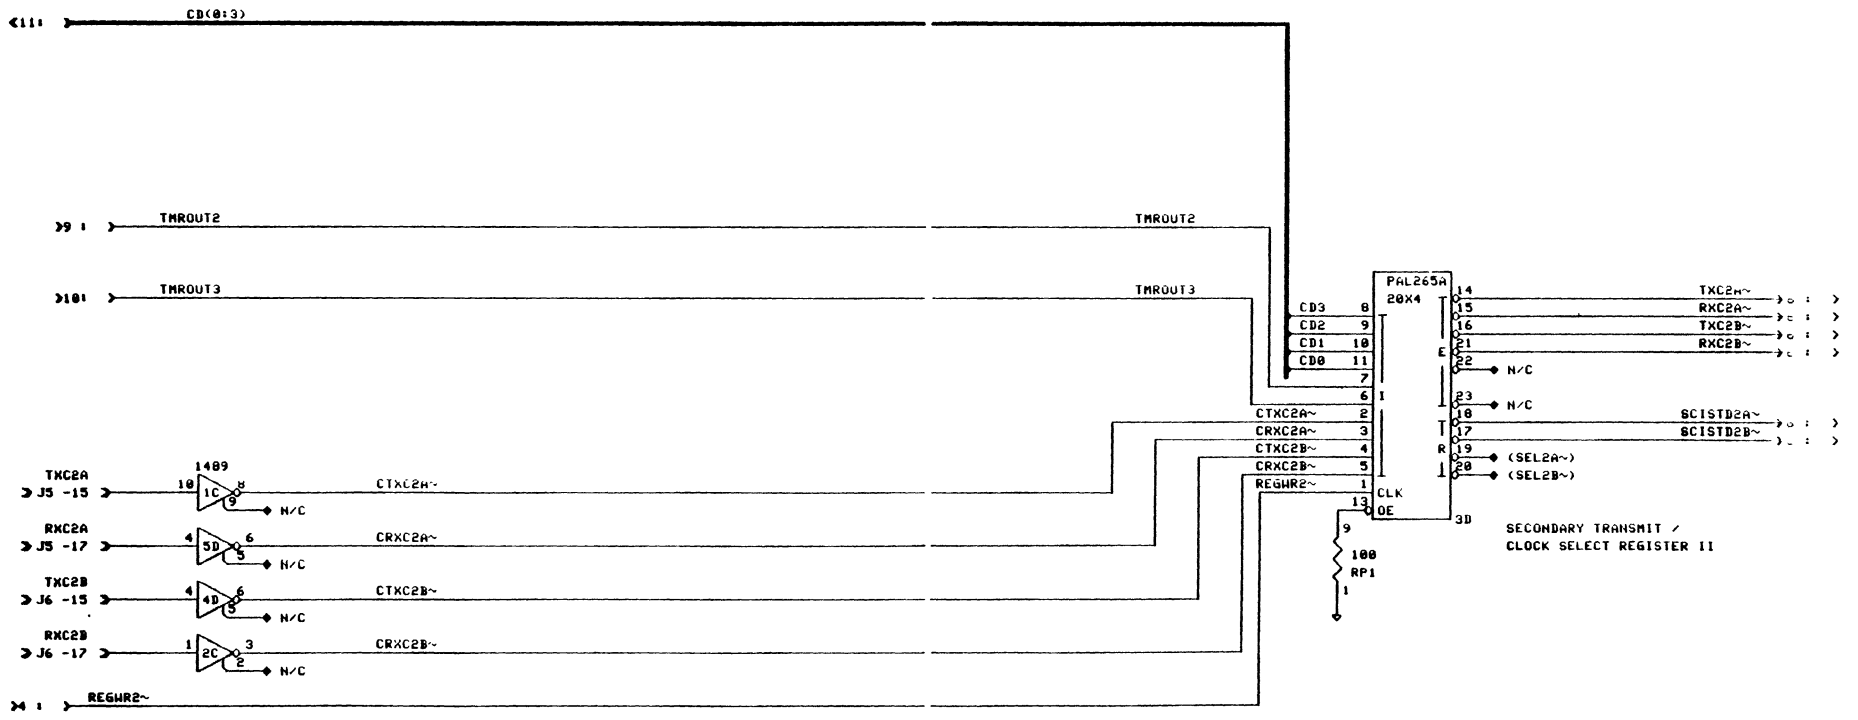 11: CD(0:3)
9 : TMROUT2 TMROUT2
10: TMROUT3 TMROUT3
PAL265A
20X4
CD3 8
CD2 9
CD1 10
CD0 11
7
6
CTXC2A~ 2
CRXC2A~ 3
CTXC2B~ 4
CRXC2B~ 5
REGWR2~ 1 CLK
13 OE
I
E
R
14 TXC2A~
15 RXC2A~
16 TXC2B~
21 RXC2B~
22 N/C
23 N/C
18 SCISTD2A~
17 SCISTD2B~
19 (SEL2A~)
20 (SEL2B~)
3D
SECONDARY TRANSMIT /
CLOCK SELECT REGISTER II
9
100
RP1
1
1489
TXC2A
J5 -15 10 1C 8 CTXC2A~
9 N/C
RXC2A
J5 -17 4 5D 6 CRXC2A~
5 N/C
TXC2B
J6 -15 4 4D 6 CTXC2B~
5 N/C
RXC2B
J6 -17 1 2C 3 CRXC2B~
2 N/C
4 : REGWR2~